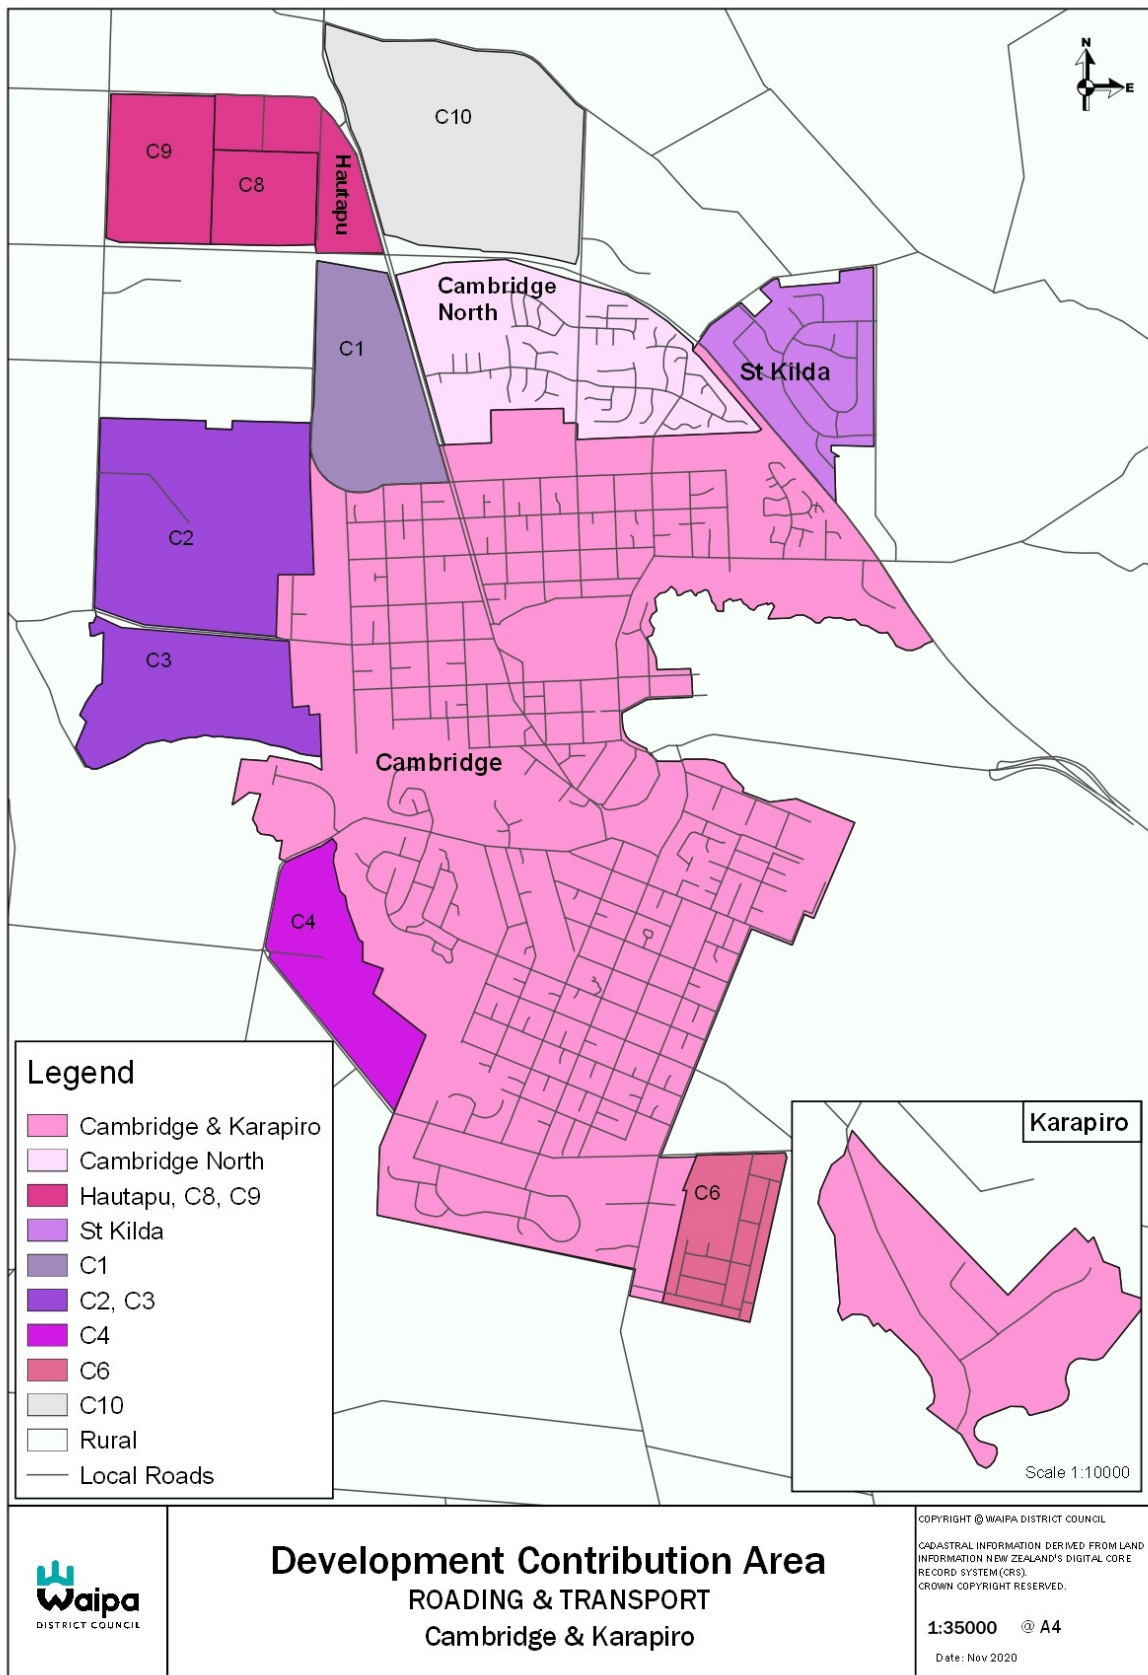 N
E
C10
C9
C8
Hautapu
Cambridge
North
C1
St Kilda
C2
C3
Cambridge
C4
C6
Legend
Cambridge & Karapiro
Cambridge North
Hautapu, C8, C9
St Kilda
C1
C2, C3
C4
C6
C10
Rural
Local Roads
Karapiro
Scale 1:10000
Waipa
DISTRICT COUNCIL
Development Contribution Area
ROADING & TRANSPORT
Cambridge & Karapiro
COPYRIGHT © WAIPA DISTRICT COUNCIL
CADASTRAL INFORMATION DERIVED FROM LAND
INFORMATION NEW ZEALAND'S DIGITAL CORE
RECORD SYSTEM (CRS).
CROWN COPYRIGHT RESERVED.
1:35000 @ A4
Date: Nov 2020